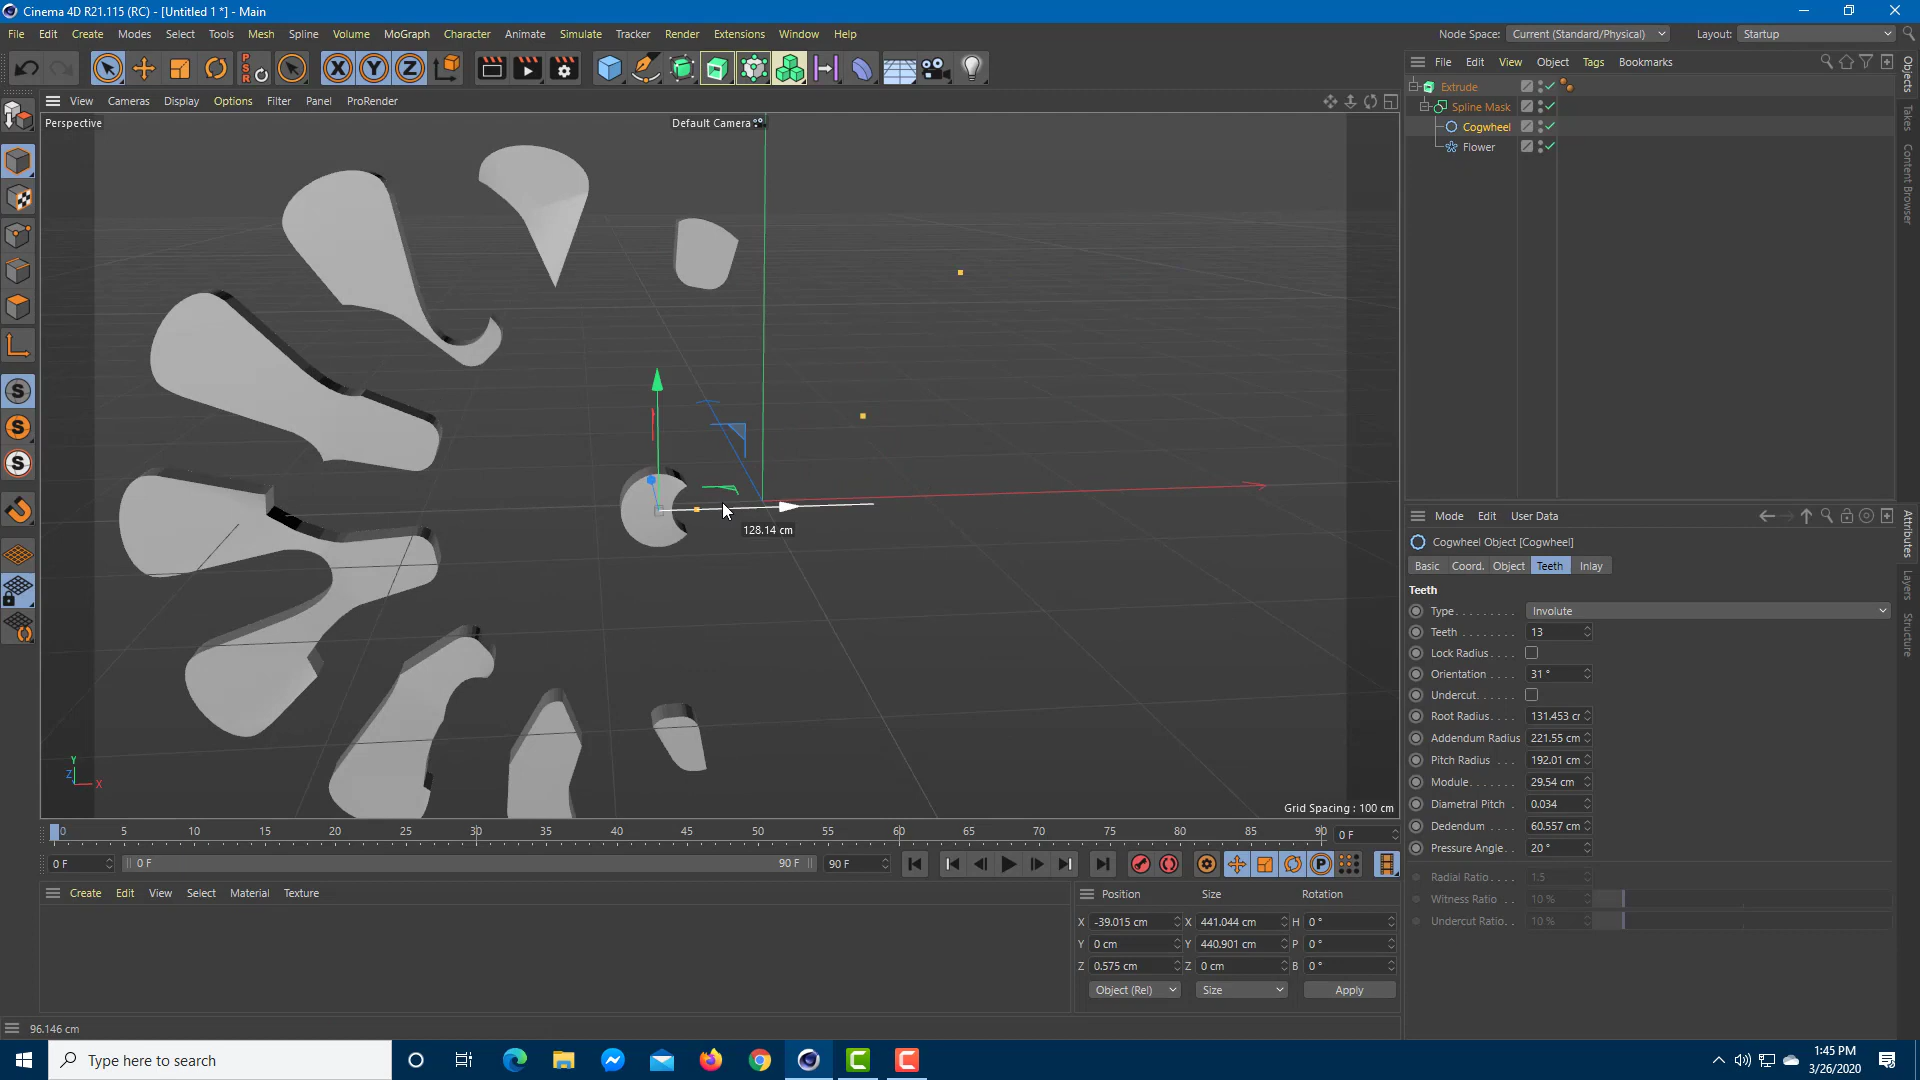 Cinema 4D R21.115 (RC) - [Untitled 1 *] - Main
File Edit Create Modes Select Tools Mesh Spline Volume MoGraph Character Animate Simulate Tracker Render Extensions Window Help
Node Space: Current (Standard/Physical) Layout: Startup
View Cameras Display Options Filter Panel ProRender
Perspective
Default Camera
128.14 cm
Grid Spacing : 100 cm
Y
Z
X
File Edit View Object Tags Bookmarks
Extrude
Spline Mask
Cogwheel
Flower
Objects
Takes
Content Browser
Attributes
Layers
Structure
Mode Edit User Data
Cogwheel Object [Cogwheel]
Basic Coord. Object Teeth Inlay
Teeth
Type . . . . . . . . . Involute
Teeth . . . . . . . . 13
Lock Radius . . . .
Orientation . . . . 31 °
Undercut. . . . . .
Root Radius. . . . 131.453 cr
Addendum Radius 221.55 cm
Pitch Radius . . . 192.01 cm
Module. . . . . . . 29.54 cm
Diametral Pitch . 0.034
Dedendum . . . . 60.557 cm
Pressure Angle. . 20 °
Radial Ratio . . . . 1.5
Witness Ratio . . 10 %
Undercut Ratio. . 10 %
0 5 10 15 20 25 30 35 40 45 50 55 60 65 70 75 80 85 90 0 F
0 F 0 F 90 F 90 F
Create Edit View Select Material Texture
Position Size Rotation
X -39.015 cm X 441.044 cm H 0 °
Y 0 cm Y 440.901 cm P 0 °
Z 0.575 cm Z 0 cm B 0 °
Object (Rel) Size Apply
96.146 cm
Type here to search
1:45 PM
3/26/2020